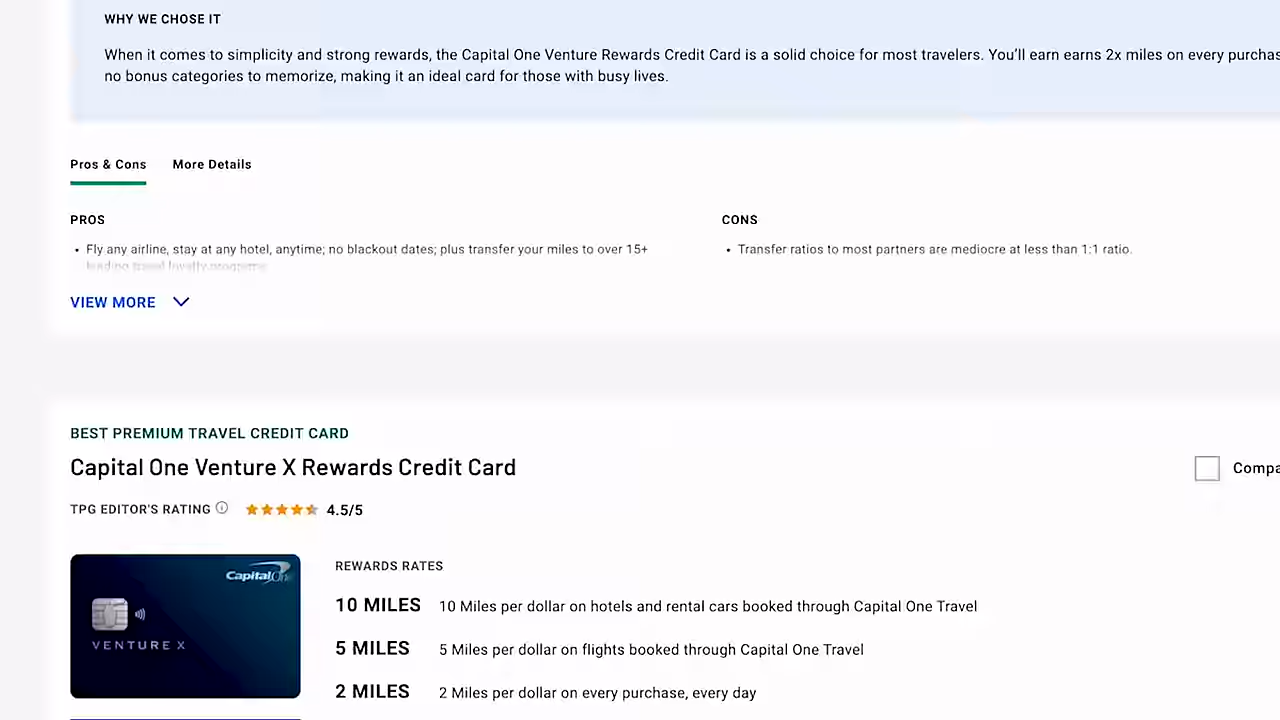 WHY WE CHOSE IT
When it comes to simplicity and strong rewards, the Capital One Venture Rewards Credit Card is a solid choice for most travelers. You'll earn earns 2x miles on every
no bonus categories to memorize, making it an ideal card for those with busy lives.
Pros & Cons More Details
PROS
CONS
• Fly any airline, stay at any hotel, anytime; no blackout dates; plus transfer your miles to over 15+
leading travel loyalty programs.
• Transfer ratios to most partners are mediocre at less than 1:1 ratio.
VIEW MORE
BEST PREMIUM TRAVEL CREDIT CARD
Capital One Venture X Rewards Credit Card
TPG EDITOR'S RATING 4.5/5
Capital One
VENTURE X
REWARDS RATES
10 MILES 10 Miles per dollar on hotels and rental cars booked through Capital One Travel
5 MILES 5 Miles per dollar on flights booked through Capital One Travel
2 MILES 2 Miles per dollar on every purchase, every day